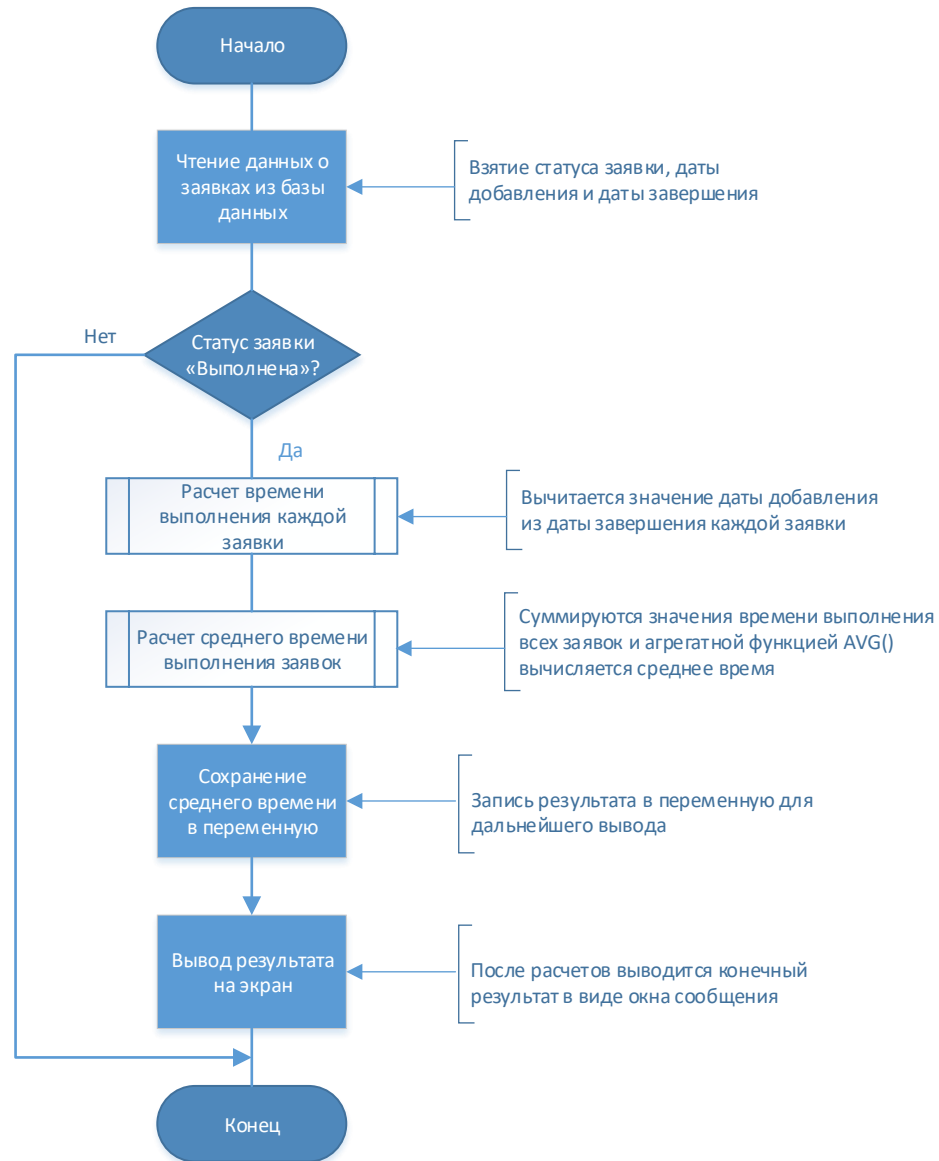 Начало
Чтение данных о
заявках из базы
данных
Взятие статуса заявки, даты
добавления и даты завершения
Нет
Статус заявки
«Выполнена»?
Да
Расчет времени
выполнения каждой
заявки
Вычитается значение даты добавления
из даты завершения каждой заявки
Расчет среднего времени
выполнения заявок
Суммируются значения времени выполнения
всех заявок и агрегатной функцией AVG()
вычисляется среднее время
Сохранение
среднего времени
в переменную
Запись результата в переменную для
дальнейшего вывода
Вывод результата
на экран
После расчетов выводится конечный
результат в виде окна сообщения
Конец